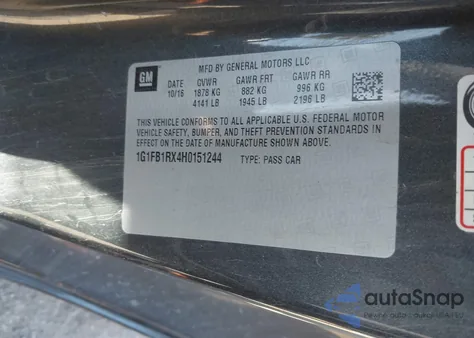 GM
MFD BY GENERAL MOTORS LLC
DATE GVWR GAWR FRT GAWR RR
10/16 1878 KG 882 KG 996 KG
4141 LB 1945 LB 2196 LB
THIS VEHICLE CONFORMS TO ALL APPLICABLE U.S. FEDERAL MOTOR
VEHICLE SAFETY, BUMPER, AND THEFT PREVENTION STANDARDS IN
EFFECT ON THE DATE OF MANUFACTURE SHOWN ABOVE.
1G1FB1RX4H0151244 TYPE: PASS CAR
autaSnap